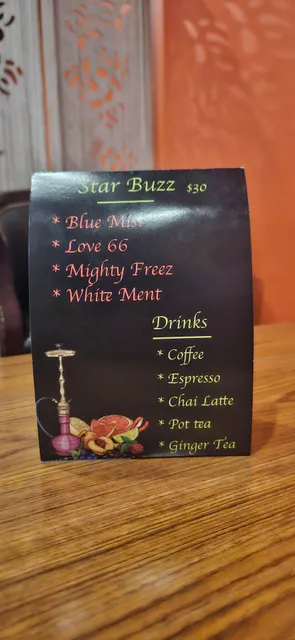 Star Buzz $30
* Blue Mist
* Love 66
* Mighty Freez
* White Ment
Drinks
* Coffee
* Espresso
* Chai Latte
* Pot tea
* Ginger Tea